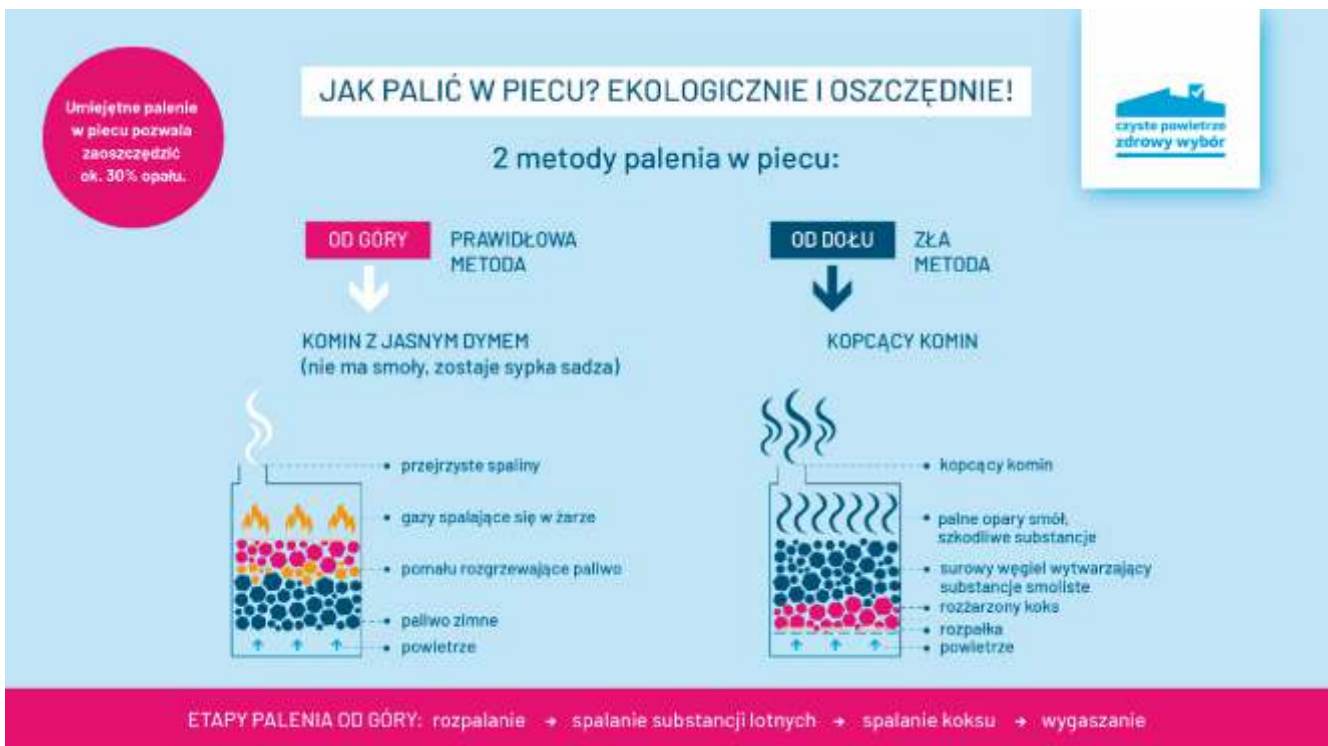 Umiejętne palenie
w piecu pozwala
zaoszczędzić
ok. 30% opału.
JAK PALIĆ W PIECU? EKOLOGICZNIE I OSZCZĘDNIE!
czyste powietrze
zdrowy wybór
2 metody palenia w piecu:
OD GÓRY
PRAWIDŁOWA
METODA
KOMIN Z JASNYM DYMEM
(nie ma smoły, zostaje sypka sadza)
przejrzyste spaliny
gazy spalające się w żarze
pomału rozgrzewające paliwo
paliwo zimne
powietrze
OD DOŁU
ZŁA
METODA
KOPCĄCY KOMIN
kopcący komin
palne opary smół,
szkodliwe substancje
surowy węgiel wytwarzający
substancje smoliste
rozżarzony koks
rozpałka
powietrze
ETAPY PALENIA OD GÓRY: rozpalanie → spalanie substancji lotnych → spalanie koksu → wygaszanie